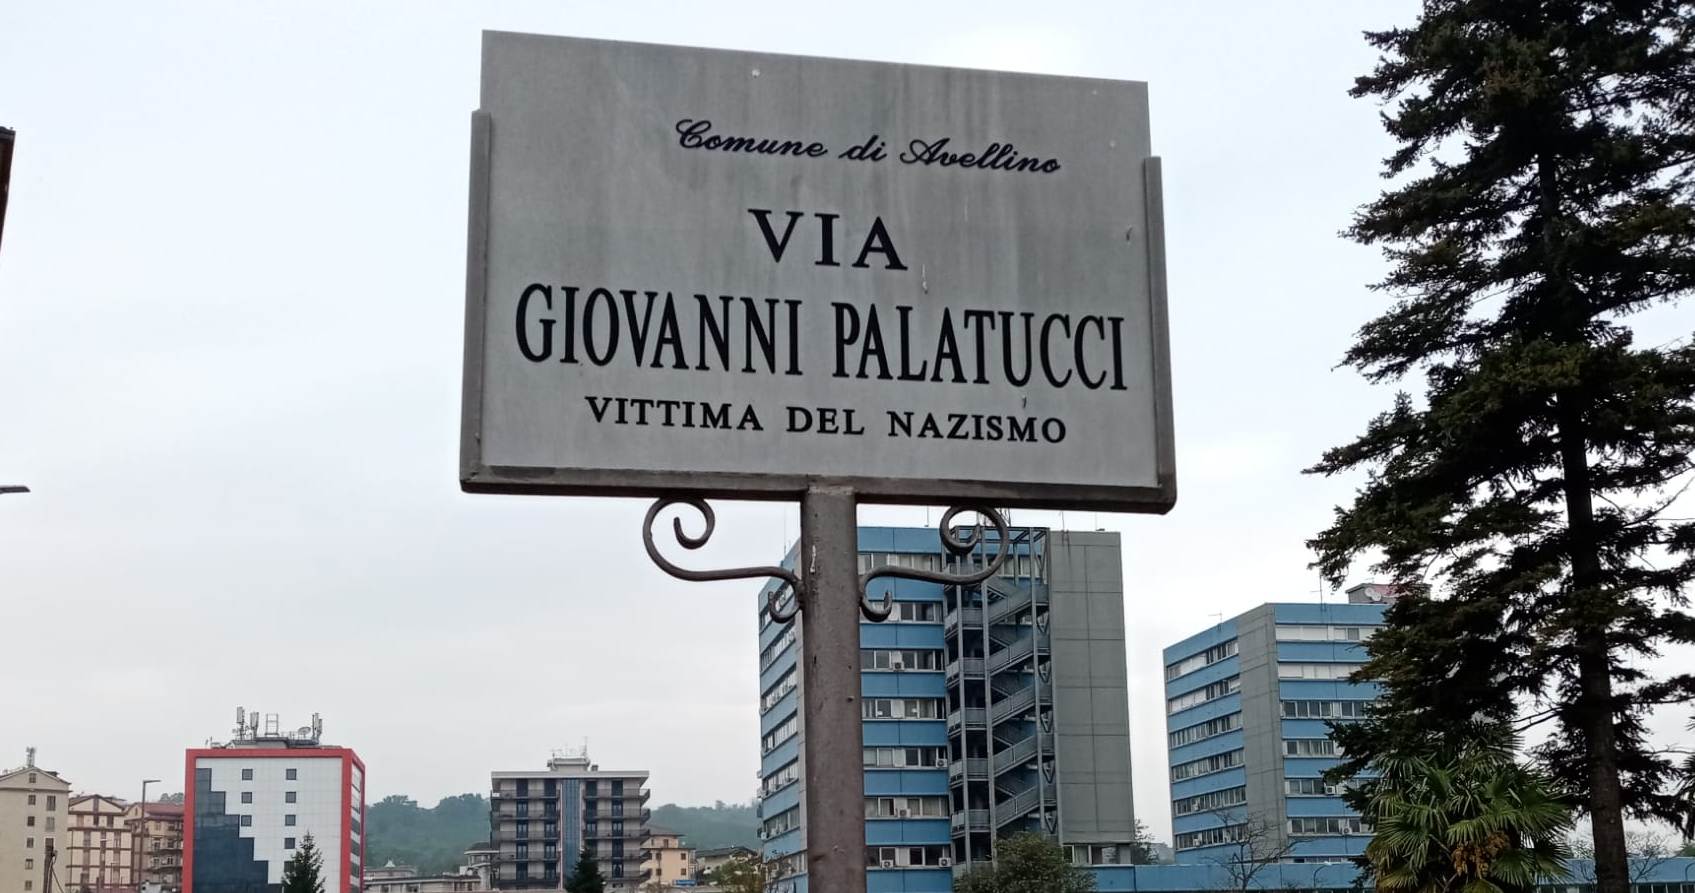 Comune di Avellino
VIA
GIOVANNI PALATUCCI
VITTIMA DEL NAZISMO